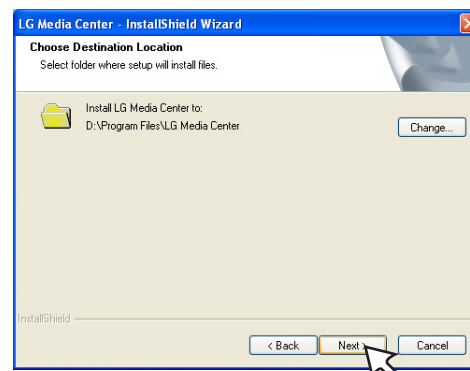 LG Media Center - InstallShield Wizard
Choose Destination Location
Select folder where setup will install files.
Install LG Media Center to:
D:\Program Files\LG Media Center
Change...
InstallShield
< Back
Next >
Cancel